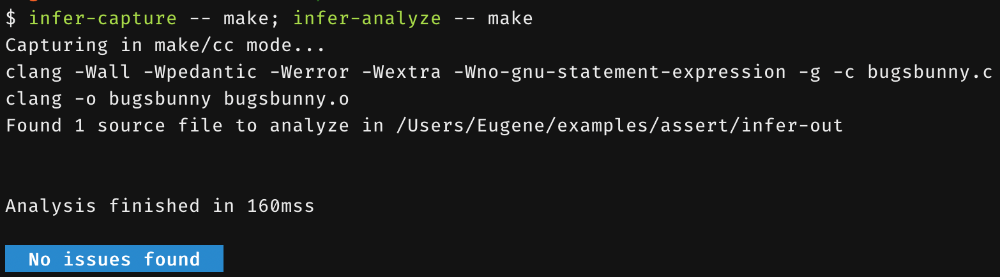 $ infer-capture -- make; infer-analyze -- make
Capturing in make/cc mode...
clang -Wall -Wpedantic -Werror -Wextra -Wno-gnu-statement-expression -g -c bugsbunny.c
clang -o bugsbunny bugsbunny.o
Found 1 source file to analyze in /Users/Eugene/examples/assert/infer-out
Analysis finished in 160mss
No issues found